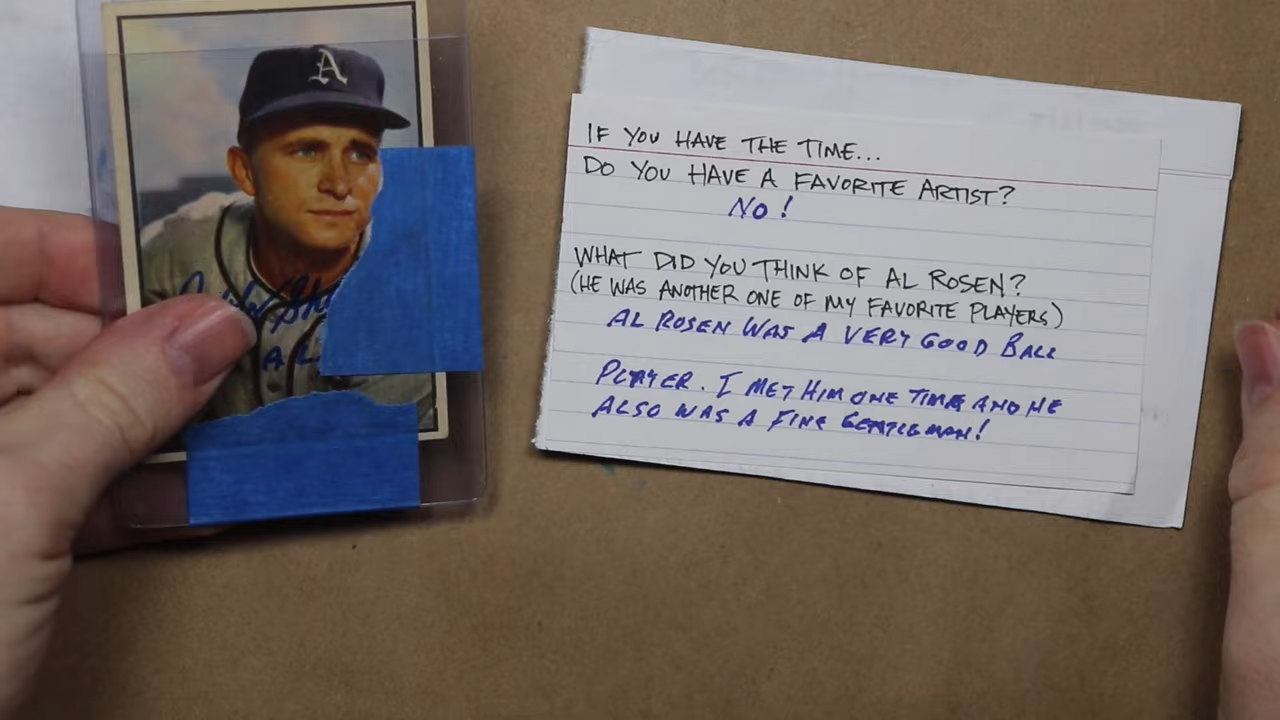 A
IF YOU HAVE THE TIME...
DO YOU HAVE A FAVORITE ARTIST?
NO!
WHAT DID YOU THINK OF AL ROSEN?
(HE WAS ANOTHER ONE OF MY FAVORITE PLAYERS)
AL ROSEN WAS A VERY GOOD BALL
PLAYER. I MET HIM ONE TIME AND HE
ALSO WAS A FINE GENTLEMAN!